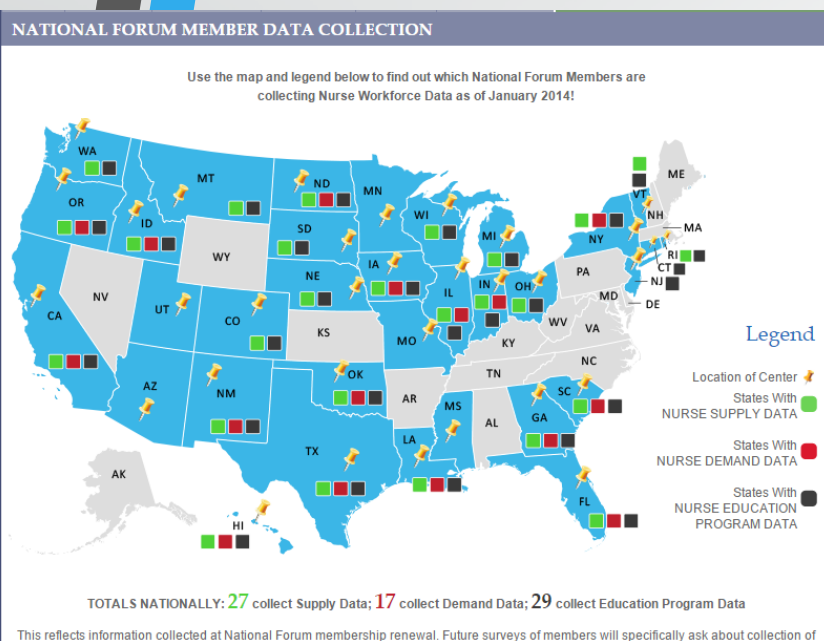 NATIONAL FORUM MEMBER DATA COLLECTION
Use the map and legend below to find out which National Forum Members are
collecting Nurse Workforce Data as of January 2014!
WA
MT
ND
MN
OR
ID
SD
WI
MI
VT
ME
NH
MA
NY
RI
CT
NJ
WY
NE
IA
IL
IN
OH
PA
MD
DE
NV
UT
CO
CA
KS
MO
KY
WV
VA
NC
TN
SC
AZ
NM
OK
AR
MS
AL
GA
TX
LA
FL
AK
HI
Legend
Location of Center
States With
NURSE SUPPLY DATA
States With
NURSE DEMAND DATA
States With
NURSE EDUCATION
PROGRAM DATA
TOTALS NATIONALLY: 27 collect Supply Data; 17 collect Demand Data; 29 collect Education Program Data
This reflects information collected at National Forum membership renewal. Future surveys of members will specifically ask about collection of